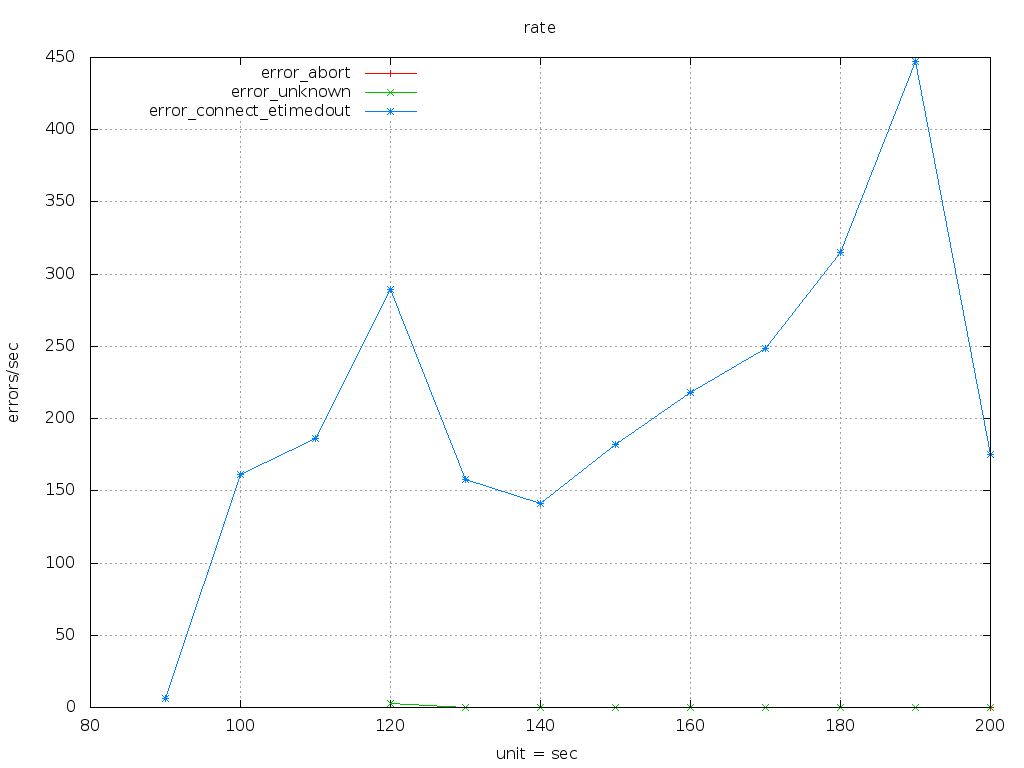 rate
450
400
350
300
250
200
150
100
50
0
errors/sec
error_abort
error_unknown
error_connect_etimedout
80 100 120 140 160 180 200
unit = sec